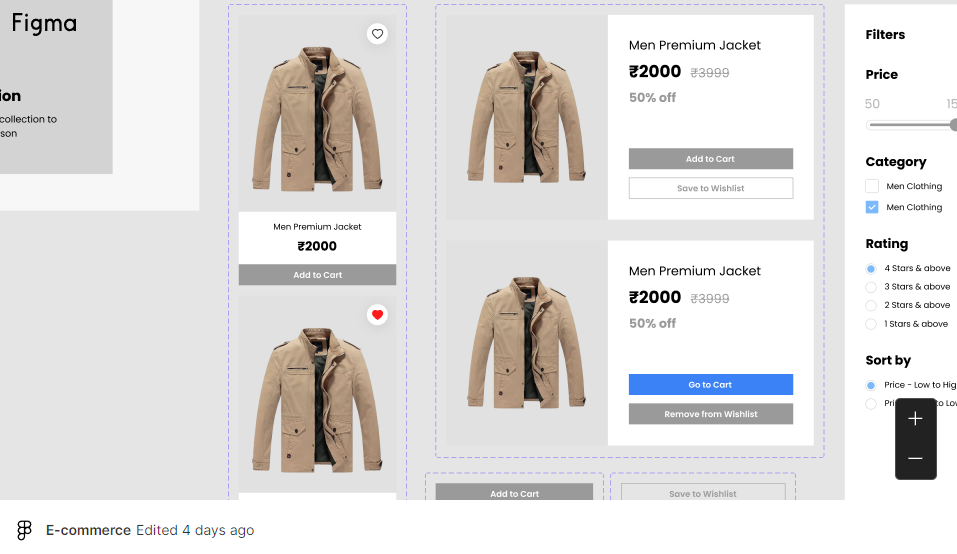 Figma
ion
collection to
son
Men Premium Jacket
₹2000
Add to Cart
Men Premium Jacket
₹2000 ₹3999
50% off
Add to Cart
Save to Wishlist
Men Premium Jacket
₹2000 ₹3999
50% off
Go to Cart
Remove from Wishlist
Add to Cart
Save to Wishlist
Filters
Price
50 15
Category
Men Clothing
Men Clothing
Rating
4 Stars & above
3 Stars & above
2 Stars & above
1 Stars & above
Sort by
Price - Low to Hig
E-commerce Edited 4 days ago